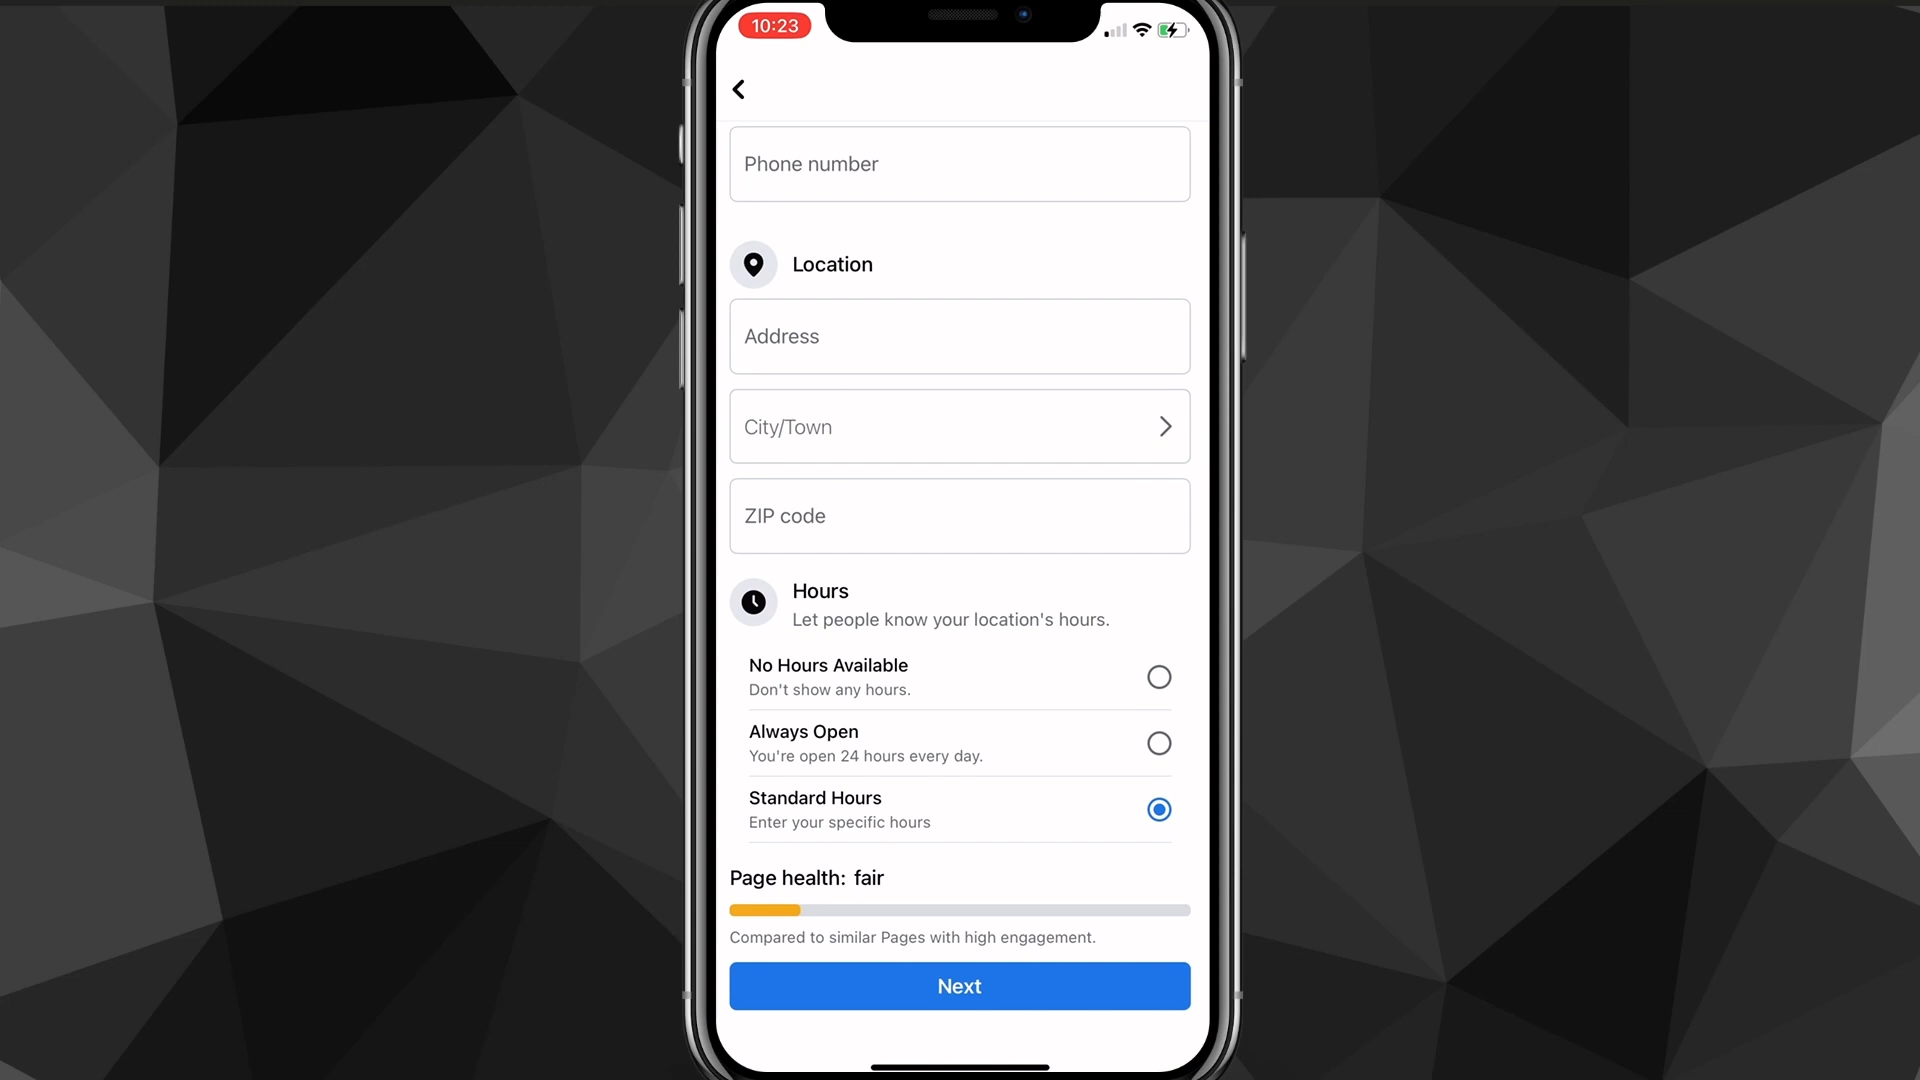 10:23
Phone number
Location
Address
City/Town
ZIP code
Hours
Let people know your location's hours.
No Hours Available
Don't show any hours.
Always Open
You're open 24 hours every day.
Standard Hours
Enter your specific hours
Page health: fair
Compared to similar Pages with high engagement.
Next